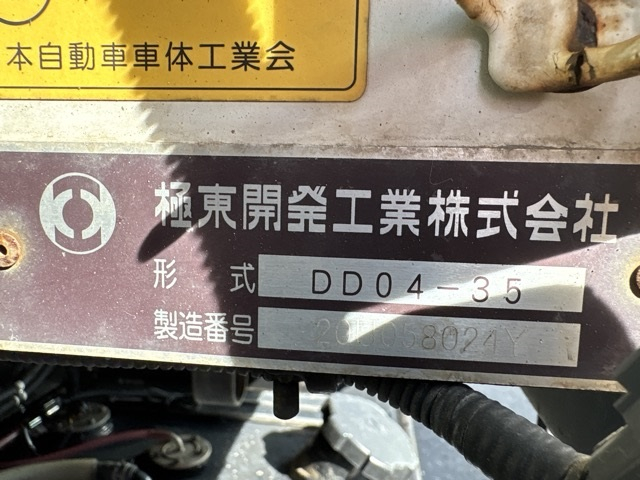 本自動車車体工業会
極東開発工業株式会社
形 式 DD04-35
製造番号